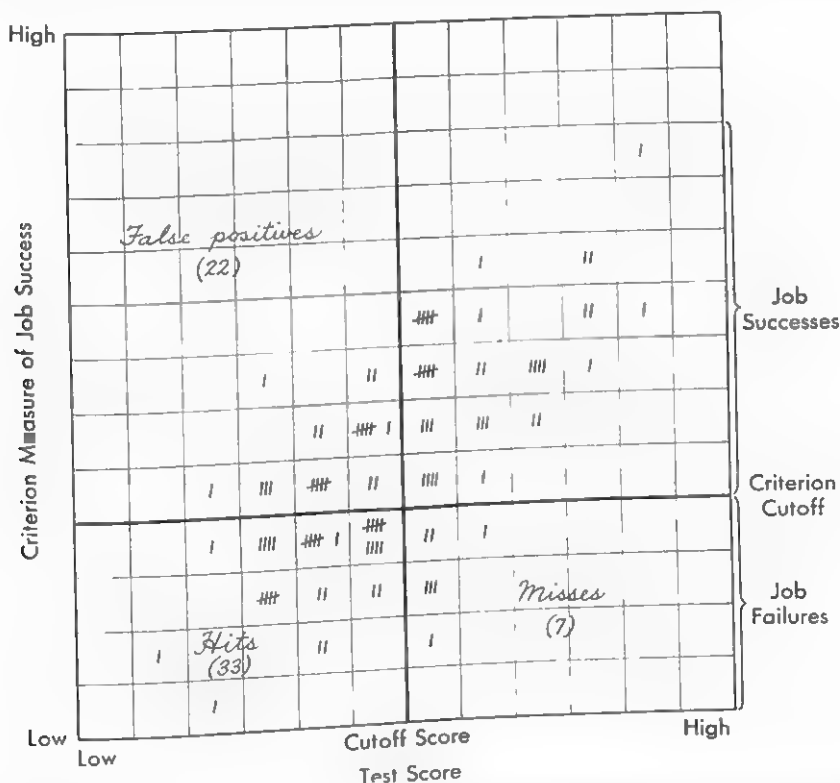 High
Criterion Measure of Job Success
False positives
(22)
Job
Successes
Criterion
Cutoff
Misses
(7)
Hits
(33)
Job
Failures
Low
Low
Cutoff Score
High
Test Score